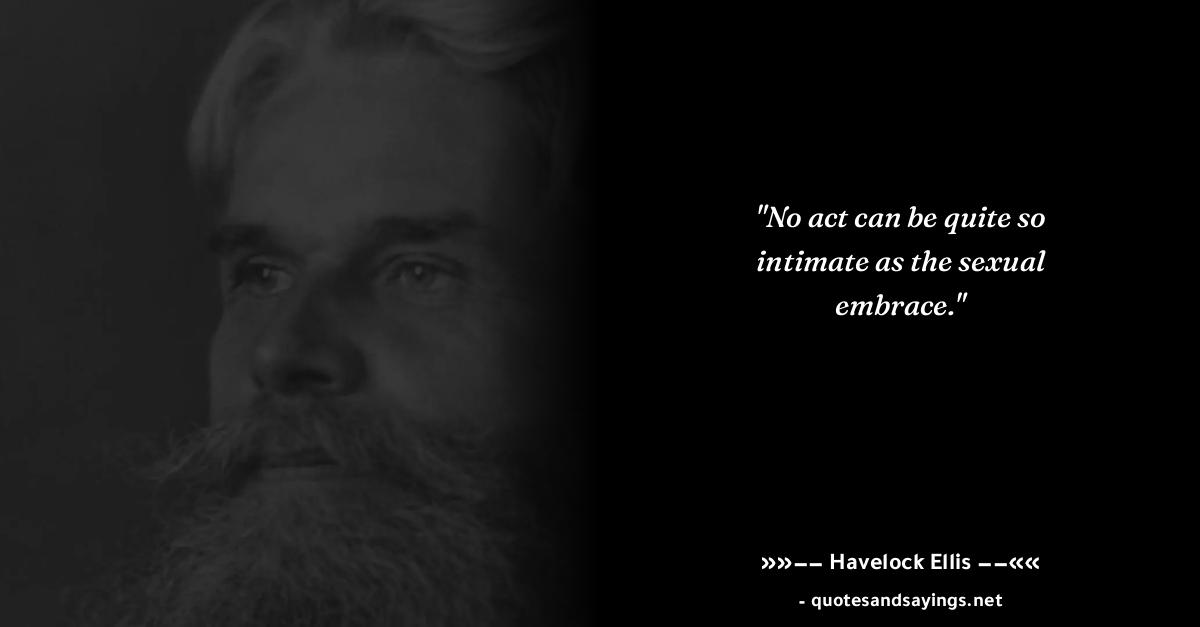 "No act can be quite so
intimate as the sexual
embrace."
»»−− Havelock Ellis −−««
- quotesandsayings.net